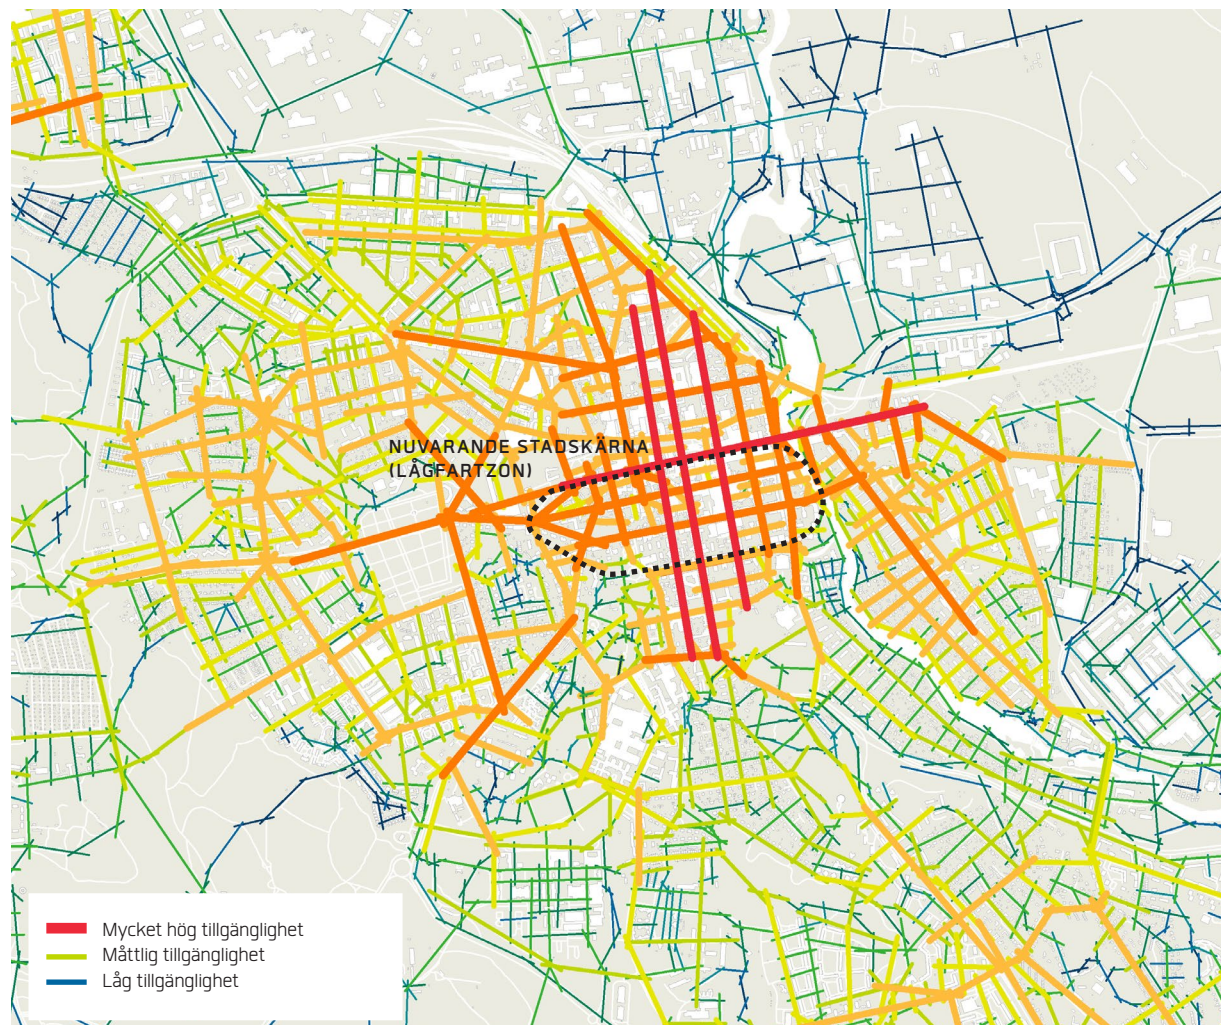 NUVARANDE STADSKÄRNA
(LÅGFARTZON)
Mycket hög tillgänglighet
Måttlig tillgänglighet
Låg tillgänglighet